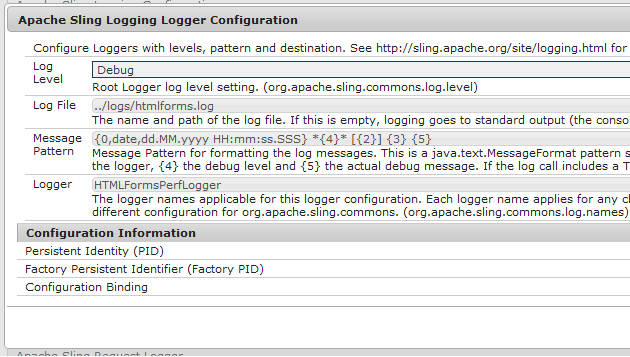 Apache Sling Logging Logger Configuration
Configure Loggers with levels, pattern and destination. See http://sling.apache.org/site/logging.html for
Log
Level
Debug
Root Logger log level setting. (org.apache.sling.commons.log.level)
Log File
../logs/htmlforms.log
The name and path of the log file. If this is empty, logging goes to standard output (the conso
Message
Pattern
{0,date,dd.MM.yyyy HH:mm:ss.SSS} *{4}* [{2}] {3} {5}
Message Pattern for formatting the log messages. This is a java.text.MessageFormat pattern s
the logger, {4} the debug level and {5} the actual debug message. If the log call includes a T
Logger
HTMLFormsPerfLogger
The logger names applicable for this logger configuration. Each logger name applies for any cl
different configuration for org.apache.sling.commons. (org.apache.sling.commons.log.names)
Configuration Information
Persistent Identity (PID)
Factory Persistent Identifier (Factory PID)
Configuration Binding
Apache Sling Request Logger